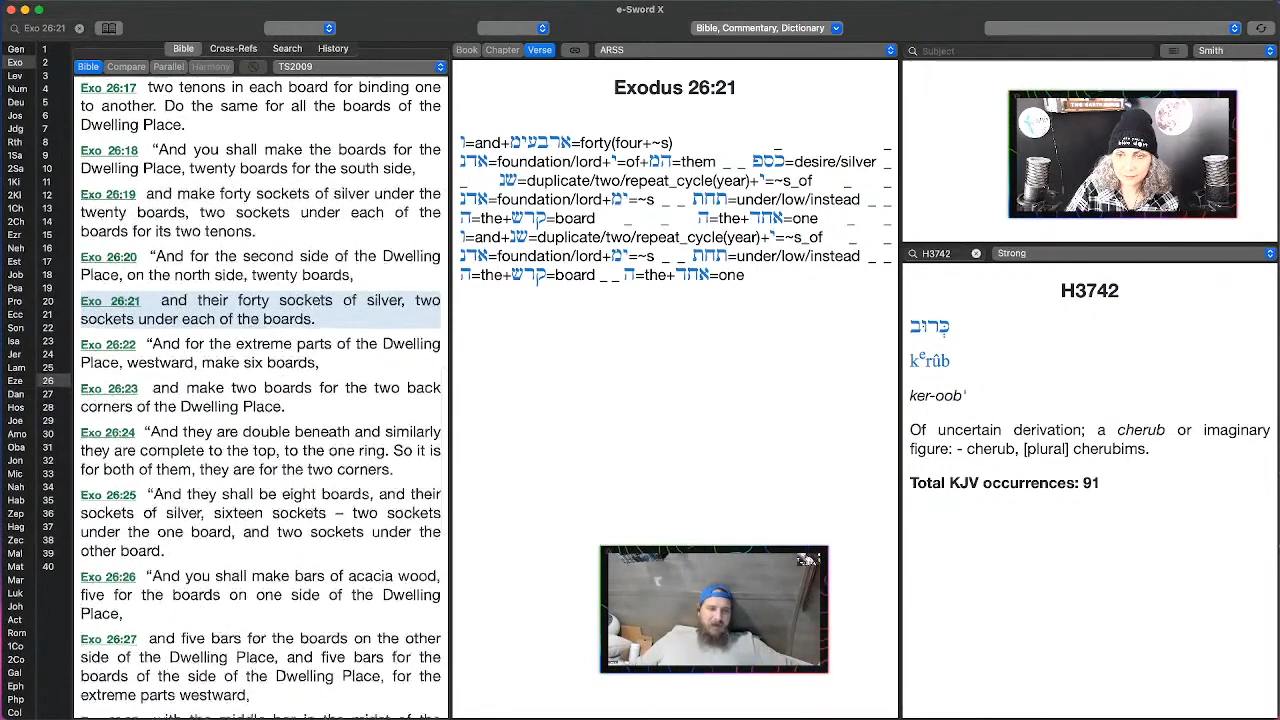 e-Sword X
Exo 26:21
Bible, Commentary, Dictionary
Bible Cross-Refs Search History
Bible Compare Parallel Harmony TS2009
Book Chapter Verse ARSS
Subject
Smith
Gen
Exo
Lev
Num
Deu
Jos
Jdg
Rth
1Sa
2Sa
1Ki
2Ki
1Ch
2Ch
Ezr
Neh
Est
Job
Psa
Pro
Ecc
Son
Isa
Jer
Lam
Eze
Dan
Hos
Joe
Amo
Oba
Jon
Mic
Nah
Hab
Zep
Hag
Zec
Mal
Mat
Mar
Luk
Joh
Act
Rom
1Co
2Co
Gal
Eph
Php
Col
1
2
3
4
5
6
7
8
9
10
11
12
13
14
15
16
17
18
19
20
21
22
23
24
25
26
27
28
29
30
31
32
33
34
35
36
37
38
39
40
Exo 26:17 two tenons in each board for binding one
to another. Do the same for all the boards of the
Dwelling Place.
Exo 26:18 “And you shall make the boards for the
Dwelling Place, twenty boards for the south side,
Exo 26:19 and make forty sockets of silver under the
twenty boards, two sockets under each of the
boards for its two tenons.
Exo 26:20 “And for the second side of the Dwelling
Place, on the north side, twenty boards,
Exo 26:21 and their forty sockets of silver, two
sockets under each of the boards.
Exo 26:22 “And for the extreme parts of the Dwelling
Place, westward, make six boards,
Exo 26:23 and make two boards for the two back
corners of the Dwelling Place.
Exo 26:24 “And they are double beneath and similarly
they are complete to the top, to the one ring. So it is
for both of them, they are for the two corners.
Exo 26:25 “And they shall be eight boards, and their
sockets of silver, sixteen sockets – two sockets
under the one board, and two sockets under the
other board.
Exo 26:26 “And you shall make bars of acacia wood,
five for the boards on one side of the Dwelling
Place,
Exo 26:27 and five bars for the boards on the other
side of the Dwelling Place, and five bars for the
boards of the side of the Dwelling Place, for the
extreme parts westward,
Exodus 26:21
ו=and+ארבעימ=forty(four+~s) _ _
אדנ=foundation/lord+י=of+המ=them _ _ כספ=desire/silver _
_ שנ=duplicate/two/repeat_cycle(year)+י=~s_of _ _
אדנ=foundation/lord+ימ=~s _ _ תחת=under/low/instead _ _
ה=the+קרש=board _ _ ה=the+אחד=one
ו=and+שנ=duplicate/two/repeat_cycle(year)+י=~s_of _ _
אדנ=foundation/lord+ימ=~s _ _ תחת=under/low/instead _ _
ה=the+קרש=board _ _ ה=the+אחד=one
H3742
Strong
H3742
כְּרוּב
kᵉrûb
ker-oob'
Of uncertain derivation; a cherub or imaginary
figure: - cherub, [plural] cherubims.
Total KJV occurrences: 91